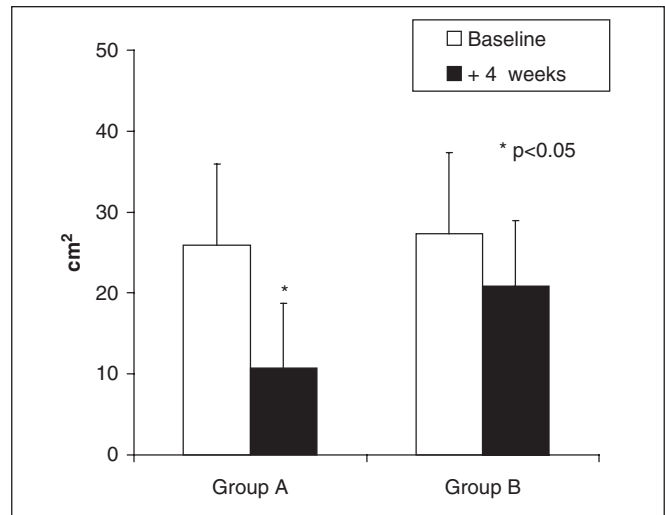 50
Baseline
+ 4 weeks
40
* p<0.05
30
cm²
20
*
10
0
Group A
Group B